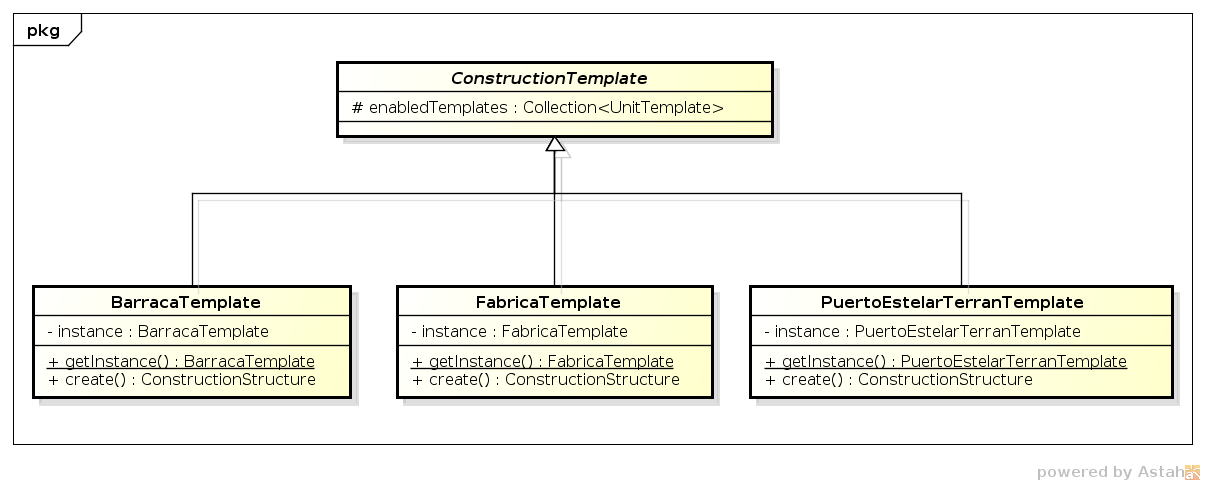 pkg
ConstructionTemplate
# enabledTemplates : Collection<UnitTemplate>
BarracaTemplate
- instance : BarracaTemplate
+ getInstance() : BarracaTemplate
+ create() : ConstructionStructure
FabricaTemplate
- instance : FabricaTemplate
+ getInstance() : FabricaTemplate
+ create() : ConstructionStructure
PuertoEstelarTerranTemplate
- instance : PuertoEstelarTerranTemplate
+ getInstance() : PuertoEstelarTerranTemplate
+ create() : ConstructionStructure
powered by Astah